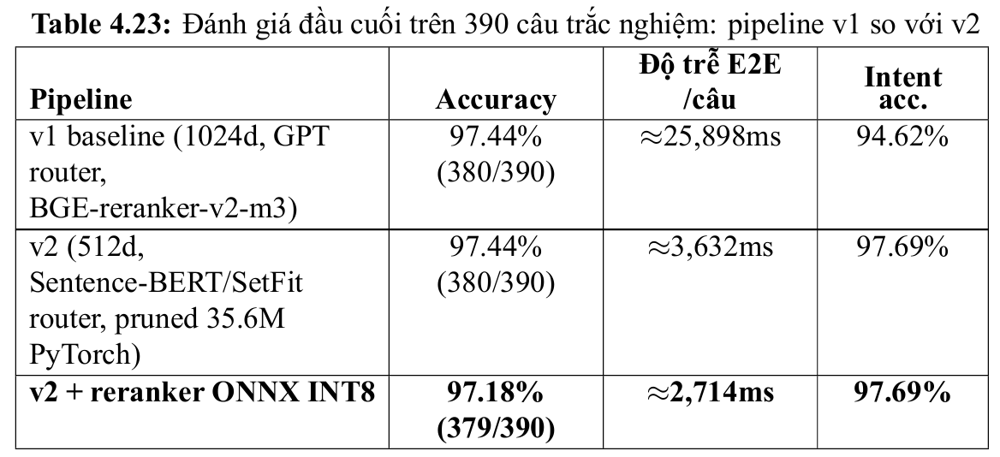 Table 4.23: Đánh giá đầu cuối trên 390 câu trắc nghiệm: pipeline v1 so với v2
Pipeline
Accuracy
Độ trễ E2E
/câu
Intent
acc.
v1 baseline (1024d, GPT
router,
BGE-reranker-v2-m3)
97.44%
(380/390)
≈25,898ms
94.62%
v2 (512d,
Sentence-BERT/SetFit
router, pruned 35.6M
PyTorch)
97.44%
(380/390)
≈3,632ms
97.69%
v2 + reranker ONNX INT8
97.18%
(379/390)
≈2,714ms
97.69%